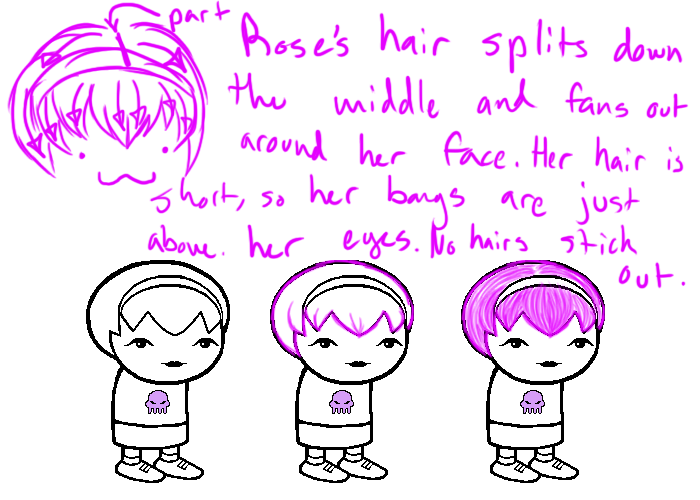 part
Rose's hair splits down
the middle and fans out
around her face. Her hair is
short, so her bangs are just
above. her eyes. No hairs stick
out.